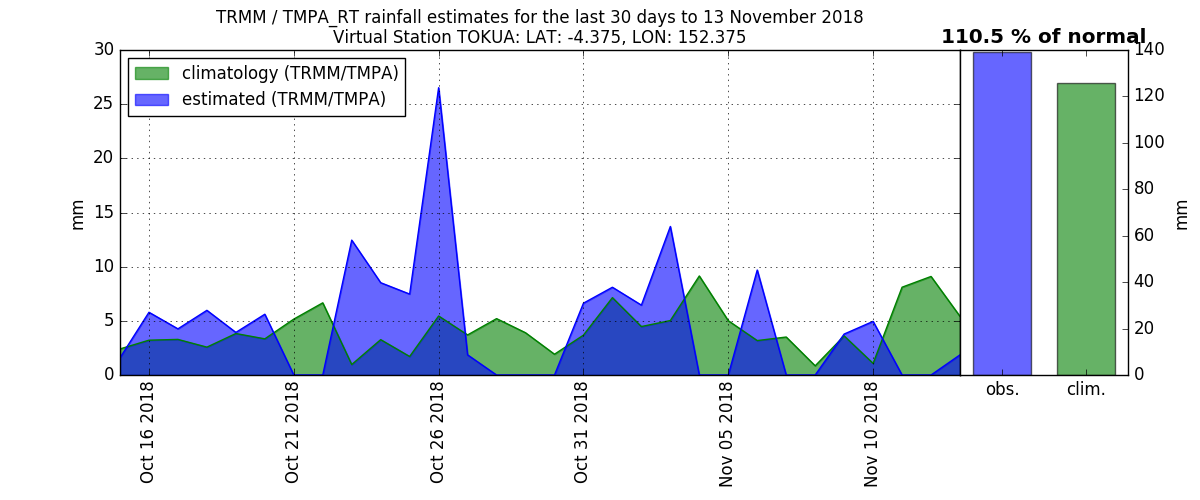 TRMM / TMPA_RT rainfall estimates for the last 30 days to 13 November 2018
Virtual Station TOKUA: LAT: -4.375, LON: 152.375
110.5 % of normal
climatology (TRMM/TMPA)
estimated (TRMM/TMPA)
30
25
20
15
10
5
0
mm
Oct 16 2018
Oct 21 2018
Oct 26 2018
Oct 31 2018
Nov 05 2018
Nov 10 2018
140
120
100
80
60
40
20
0
mm
obs.
clim.